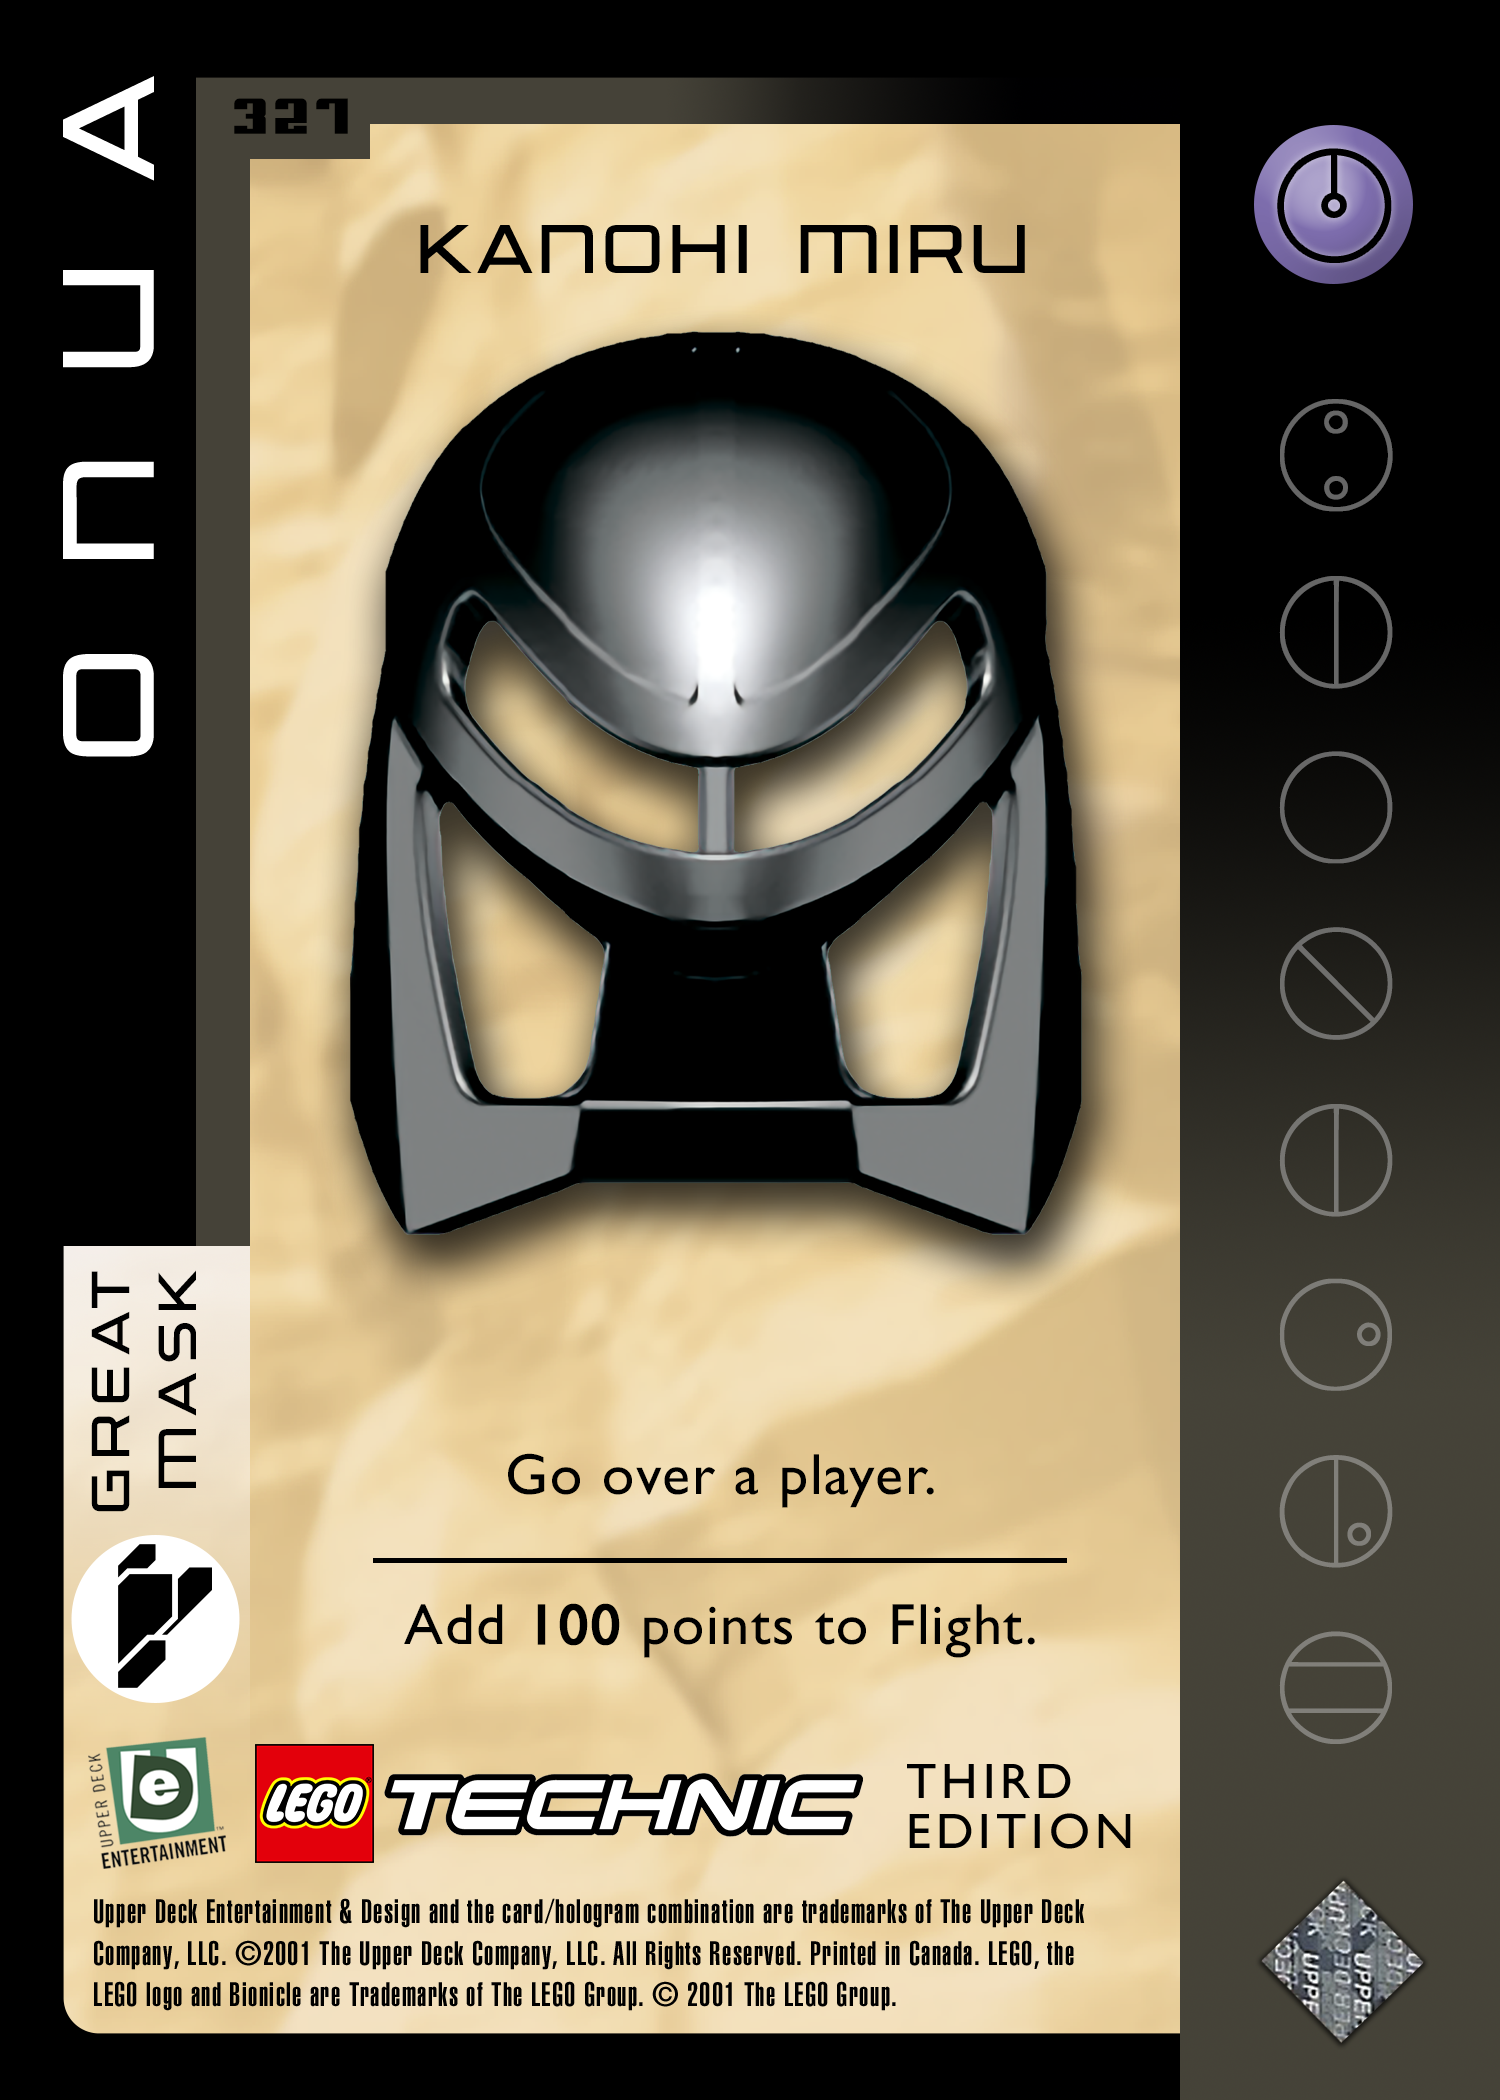 ONUA
327
KANOHI MIRU
GREAT
MASK
Go over a player.
Add 100 points to Flight.
UPPER DECK
ENTERTAINMENT
LEGO TECHNIC
THIRD
EDITION
Upper Deck Entertainment & Design and the card/hologram combination are trademarks of The Upper Deck
Company, LLC. ©2001 The Upper Deck Company, LLC. All Rights Reserved. Printed in Canada. LEGO, the
LEGO logo and Bionicle are Trademarks of The LEGO Group. © 2001 The LEGO Group.